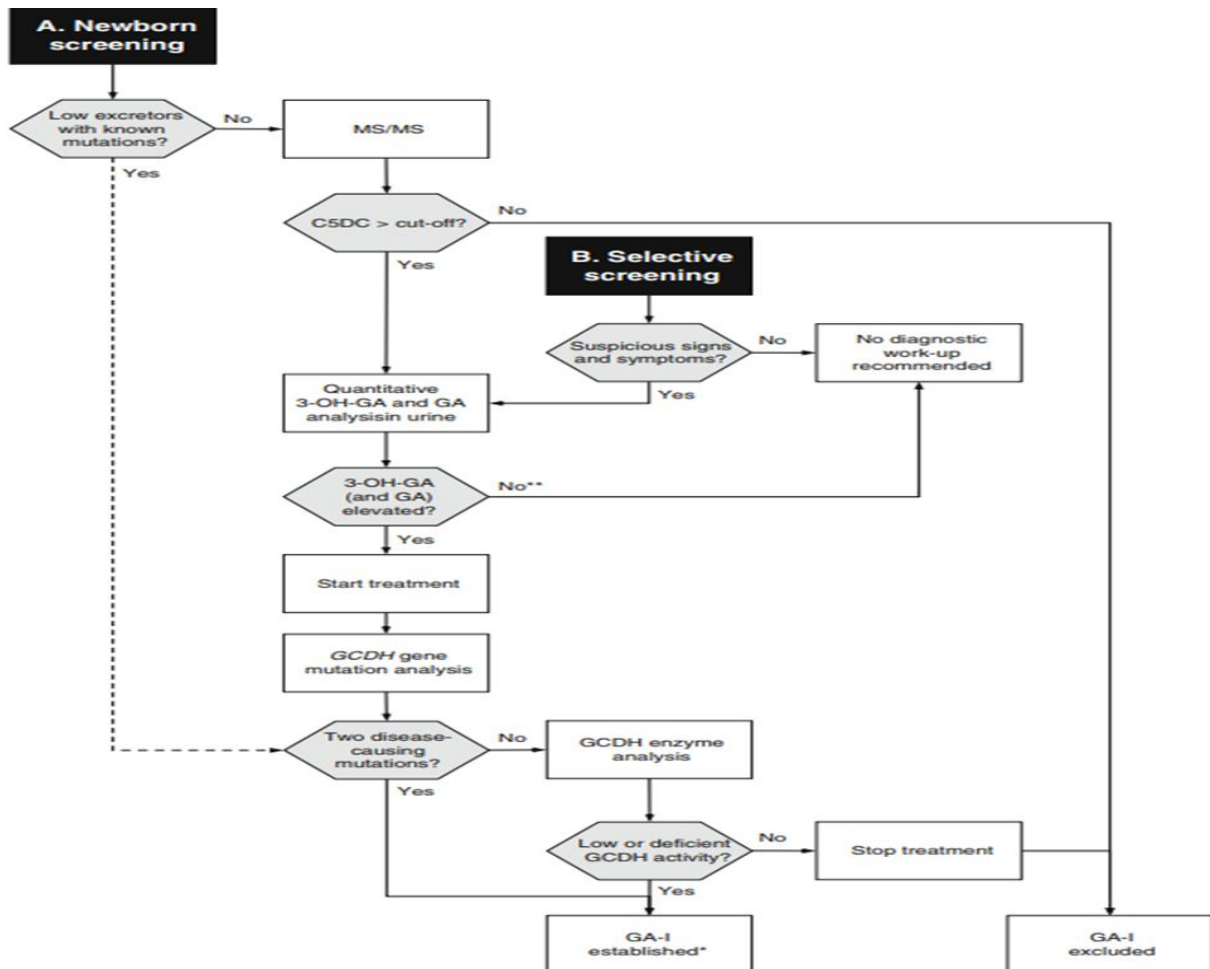 A. Newborn
screening
Low excretors
with known
mutations?
No
MS/MS
Yes
C5DC > cut-off?
No
Yes
B. Selective
screening
Suspicious signs
and symptoms?
No
No diagnostic
work-up
recommended
Yes
Quantitative
3-OH-GA and GA
analysisin urine
3-OH-GA
(and GA)
elevated?
No**
Yes
Start treatment
GCDH gene
mutation analysis
Two disease-
causing
mutations?
No
GCDH enzyme
analysis
Yes
Low or deficient
GCDH activity?
No
Stop treatment
Yes
GA-I
established*
GA-I
excluded